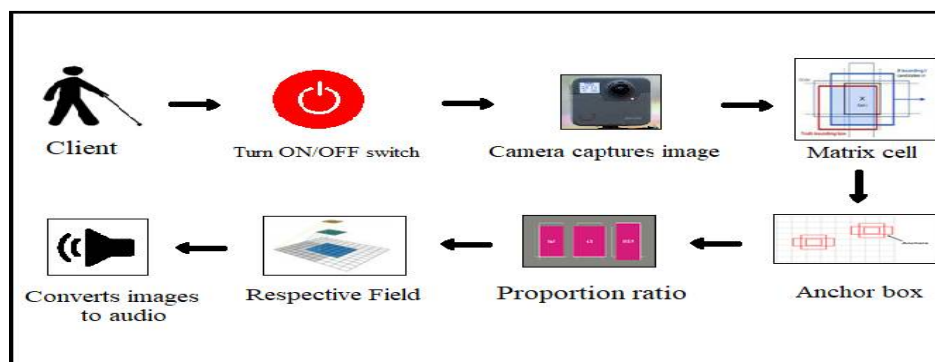 Client
Turn ON/OFF switch
Camera captures image
Matrix cell
Converts images
to audio
Respective Field
Proportion ratio
Anchor box